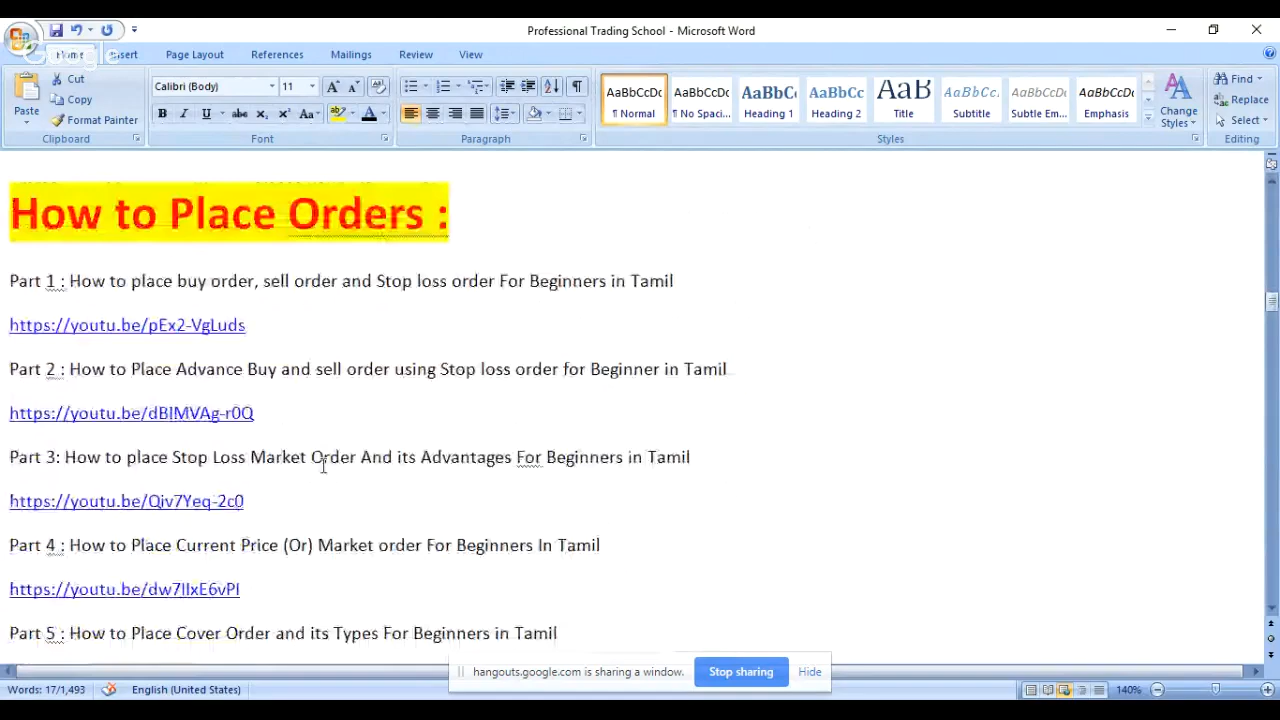 Professional Trading School - Microsoft Word
Home Insert Page Layout References Mailings Review View
Paste
Cut
Copy
Format Painter
Clipboard
Calibri (Body) 11
Font
Paragraph
AaBbCcDc AaBbCcDc AaBbC AaBbCc AaB AaBbCc. AaBbCcDc AaBbCcDc
¶ Normal ¶ No Spaci... Heading 1 Heading 2 Title Subtitle Subtle Em... Emphasis
Styles
Change Styles
Find
Replace
Select
Editing
How to Place Orders :
Part 1 : How to place buy order, sell order and Stop loss order For Beginners in Tamil
https://youtu.be/pEx2-VgLuds
Part 2 : How to Place Advance Buy and sell order using Stop loss order for Beginner in Tamil
https://youtu.be/dBIMVAg-r0Q
Part 3: How to place Stop Loss Market Order And its Advantages For Beginners in Tamil
https://youtu.be/Qiv7Yeq-2c0
Part 4 : How to Place Current Price (Or) Market order For Beginners In Tamil
https://youtu.be/dw7IIxE6vPI
Part 5 : How to Place Cover Order and its Types For Beginners in Tamil
hangouts.google.com is sharing a window. Stop sharing Hide
Words: 17/1,493 English (United States) 140%